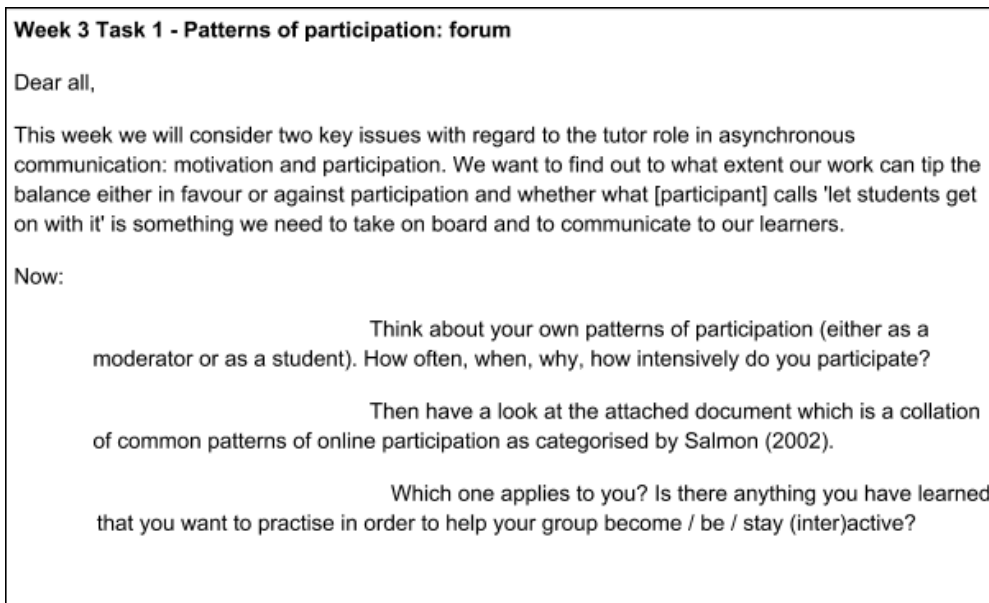 Week 3 Task 1 - Patterns of participation: forum
Dear all,
This week we will consider two key issues with regard to the tutor role in asynchronous
communication: motivation and participation. We want to find out to what extent our work can tip the
balance either in favour or against participation and whether what [participant] calls 'let students get
on with it' is something we need to take on board and to communicate to our learners.
Now:
Think about your own patterns of participation (either as a
moderator or as a student). How often, when, why, how intensively do you participate?
Then have a look at the attached document which is a collation
of common patterns of online participation as categorised by Salmon (2002).
Which one applies to you? Is there anything you have learned
that you want to practise in order to help your group become / be / stay (inter)active?